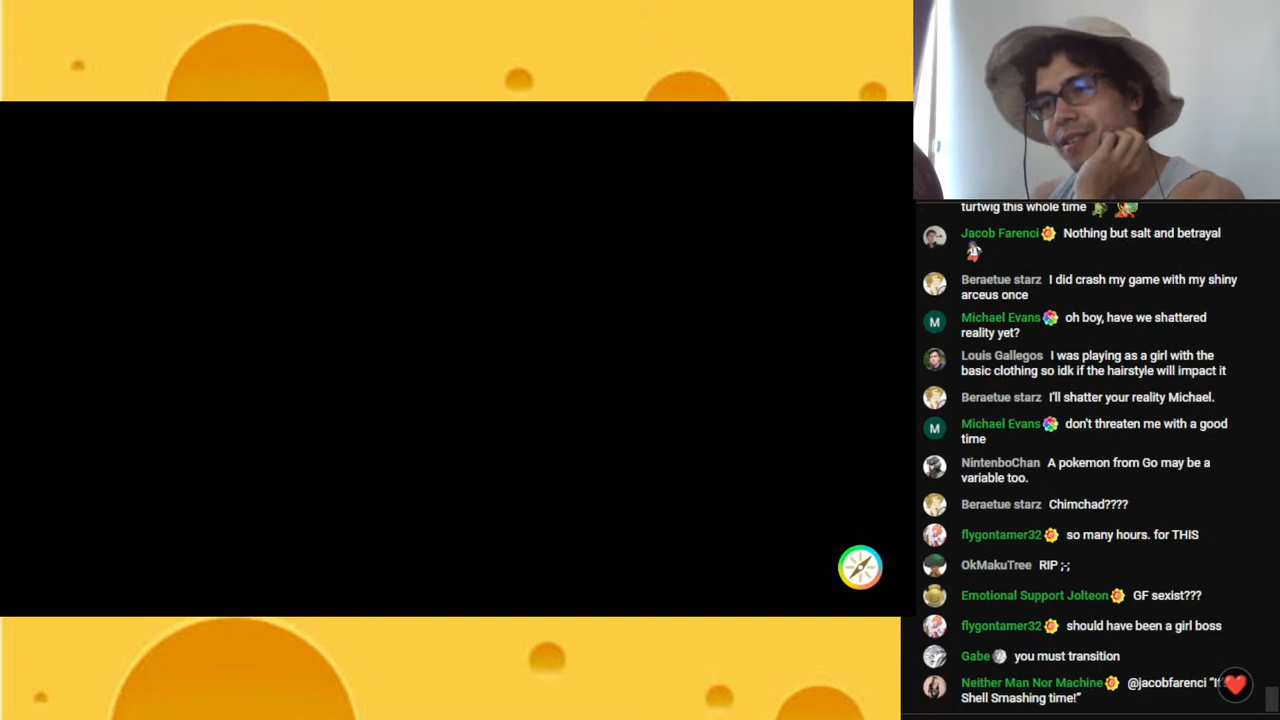 turtwig this whole time
Jacob Farenci Nothing but salt and betrayal
Beraetue starz I did crash my game with my shiny
arceus once
Michael Evans oh boy, have we shattered
reality yet?
Louis Gallegos I was playing as a girl with the
basic clothing so idk if the hairstyle will impact it
Beraetue starz I'll shatter your reality Michael.
Michael Evans don't threaten me with a good
time
NintenboChan A pokemon from Go may be a
variable too.
Beraetue starz Chimchad????
flygontamer32 so many hours. for THIS
OkMakuTree RIP ;-;
Emotional Support Jolteon GF sexist???
flygontamer32 should have been a girl boss
Gabe you must transition
Neither Man Nor Machine @jacobfarenci
Shell Smashing time!"
M
M